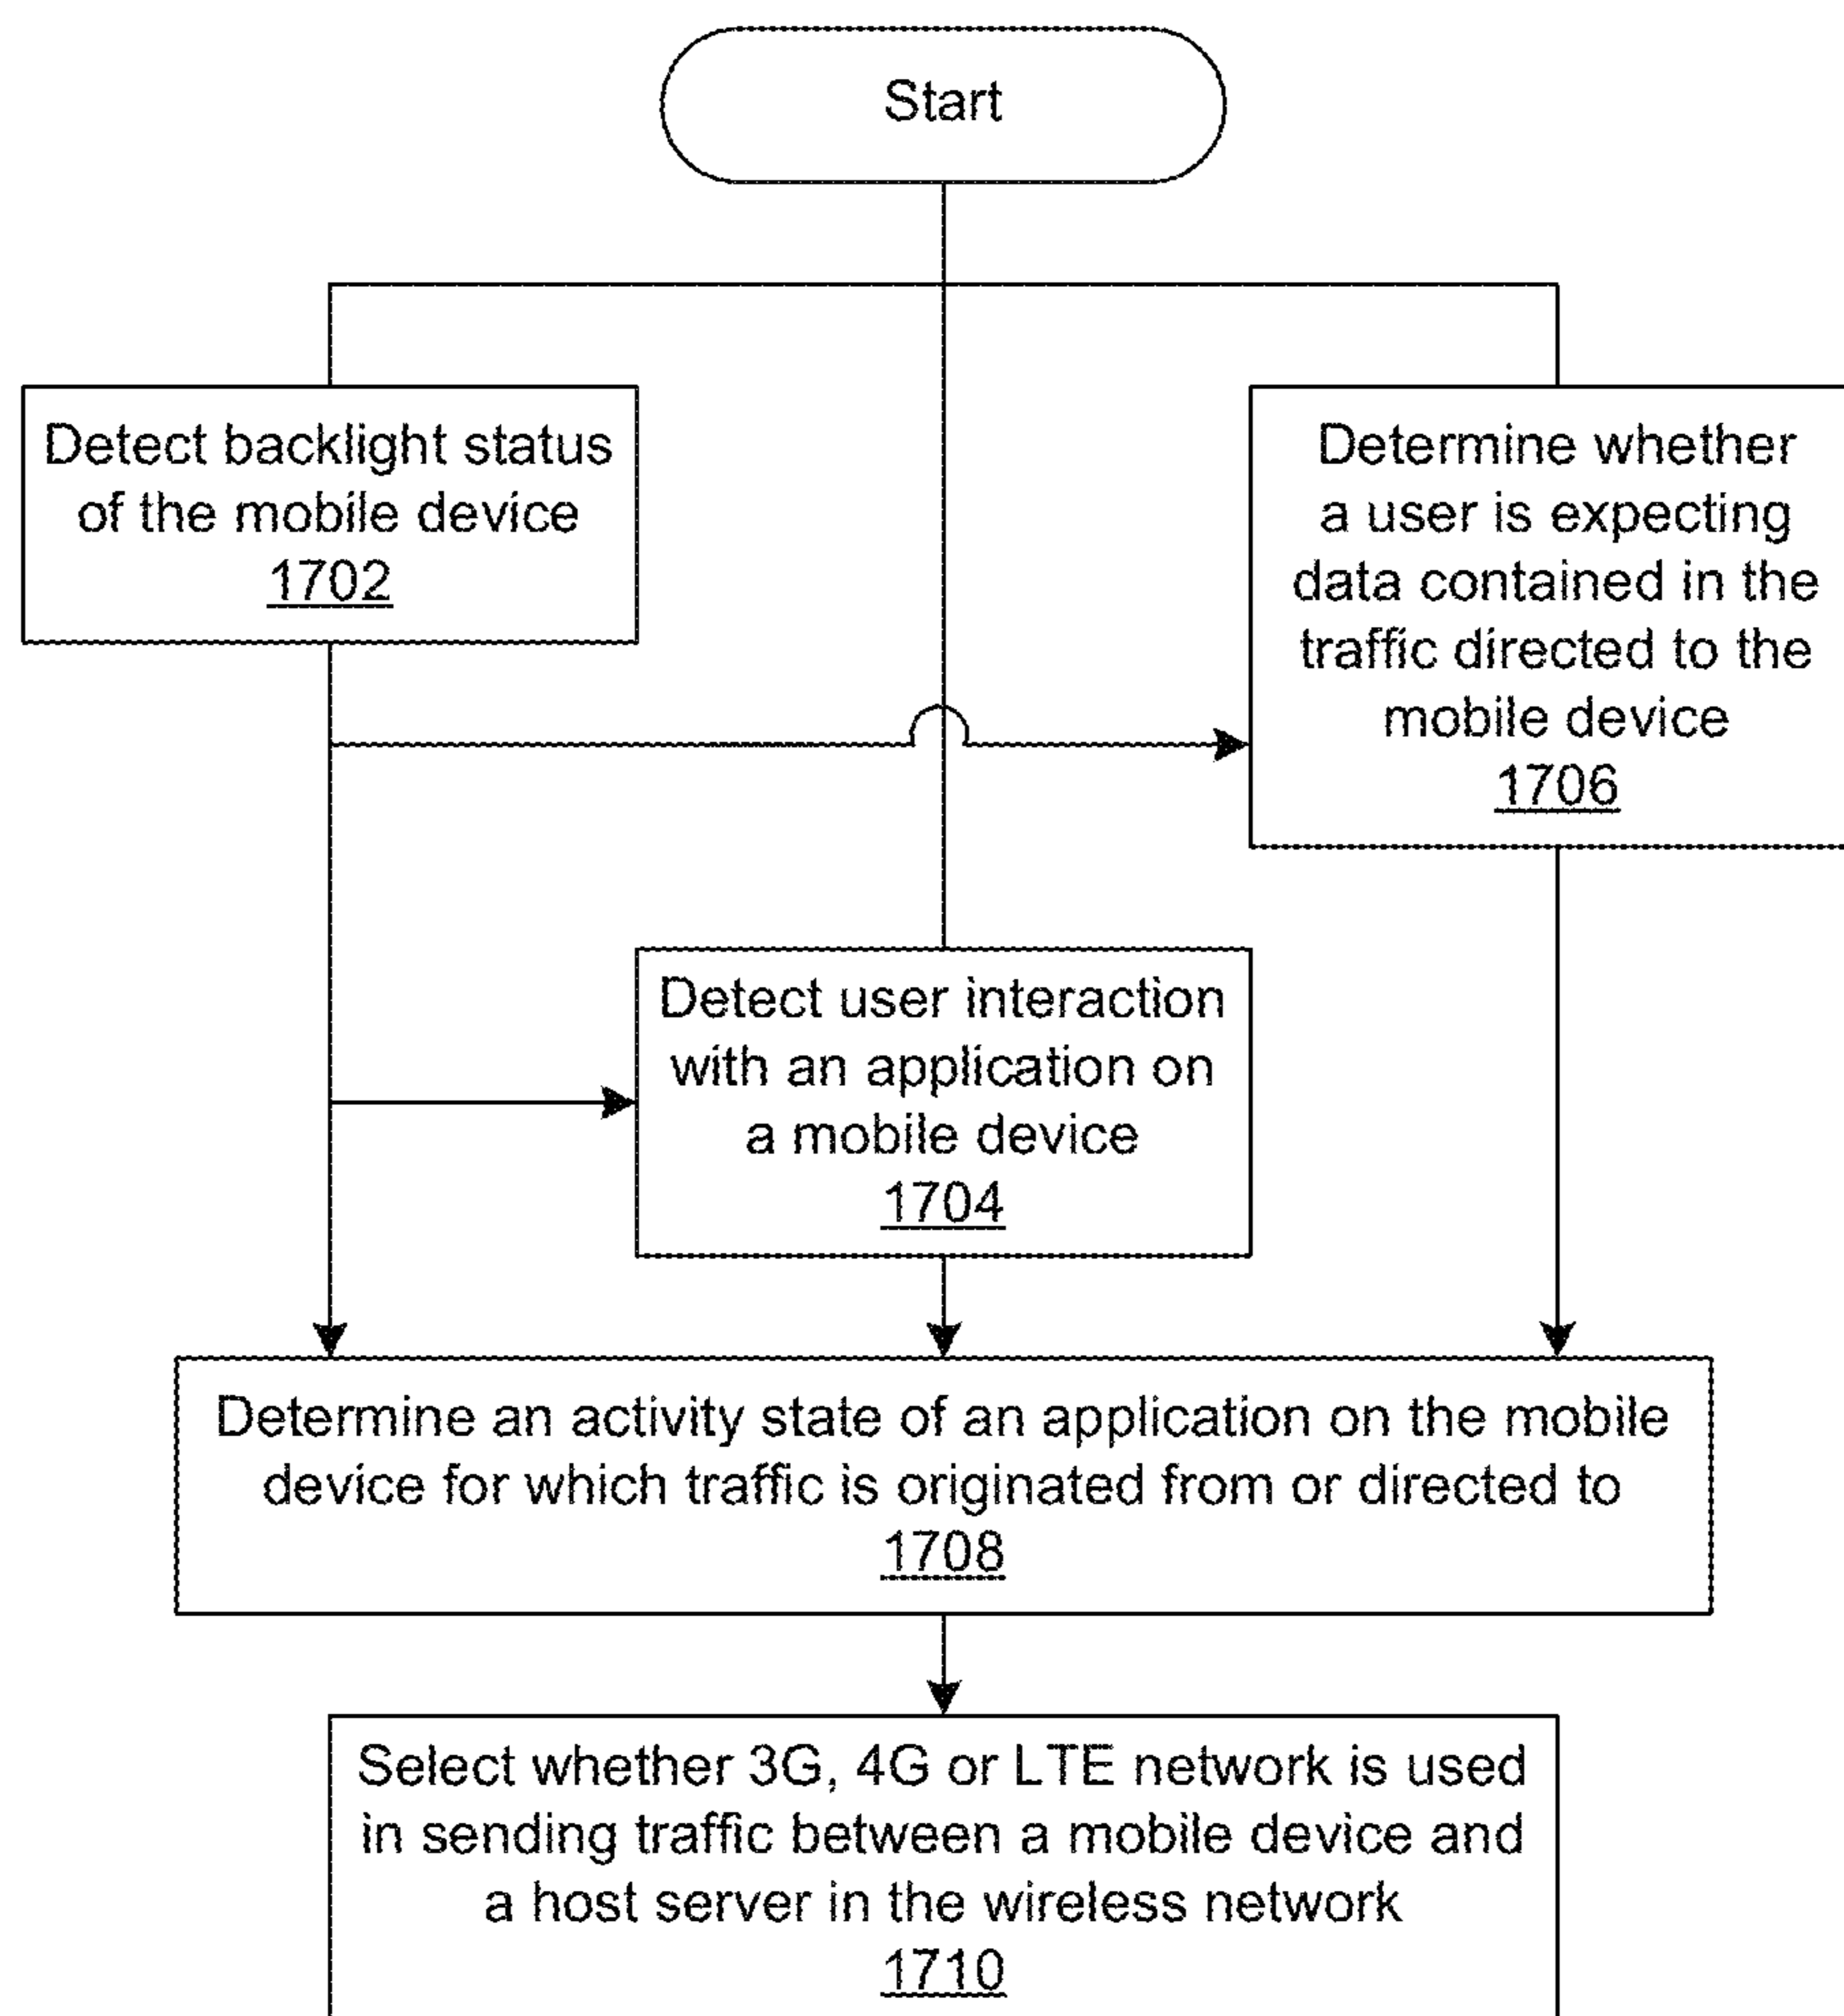 Start
Detect backlight status
of the mobile device
1702
Determine whether
a user is expecting
data contained in the
traffic directed to the
mobile device
1706
Detect user interaction
with an application on
a mobile device
1704
Determine an activity state of an application on the mobile
device for which traffic is originated from or directed to
1708
Select whether 3G, 4G or LTE network is used
in sending traffic between a mobile device and
a host server in the wireless network
1710